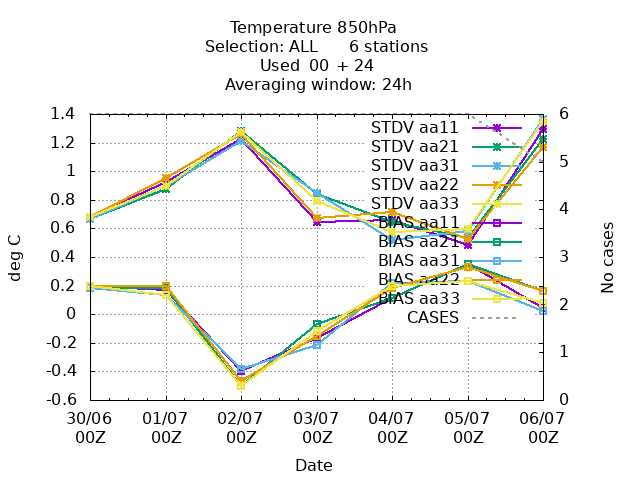 Temperature 850hPa
Selection: ALL      6 stations
Used  00  + 24
Averaging window: 24h
1.4
1.2
1
0.8
0.6
0.4
0.2
0
-0.2
-0.4
-0.6
deg C
6
5
4
3
2
1
0
No cases
STDV aa11
STDV aa21
STDV aa31
STDV aa22
STDV aa33
BIAS aa11
BIAS aa21
BIAS aa31
BIAS aa22
BIAS aa33
CASES
30/06 01/07 02/07 03/07 04/07 05/07 06/07
00Z 00Z 00Z 00Z 00Z 00Z 00Z
Date